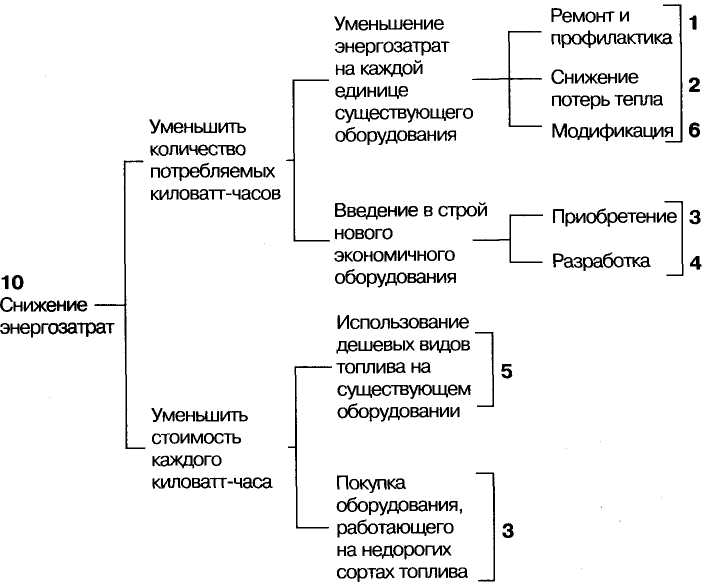 Уменьшение
энергозатрат
на каждой
единице
существующего
оборудования
Ремонт и
профилактика
1
Снижение
потерь тепла
2
Модификация
6
Уменьшить
количество
потребляемых
киловатт-часов
Введение в строй
нового
экономичного
оборудования
Приобретение
3
Разработка
4
10
Снижение
энергозатрат
Использование
дешевых видов
топлива на
существующем
оборудовании
5
Уменьшить
стоимость
каждого
киловатт-часа
Покупка
оборудования,
работающего
на недорогих
сортах топлива
3